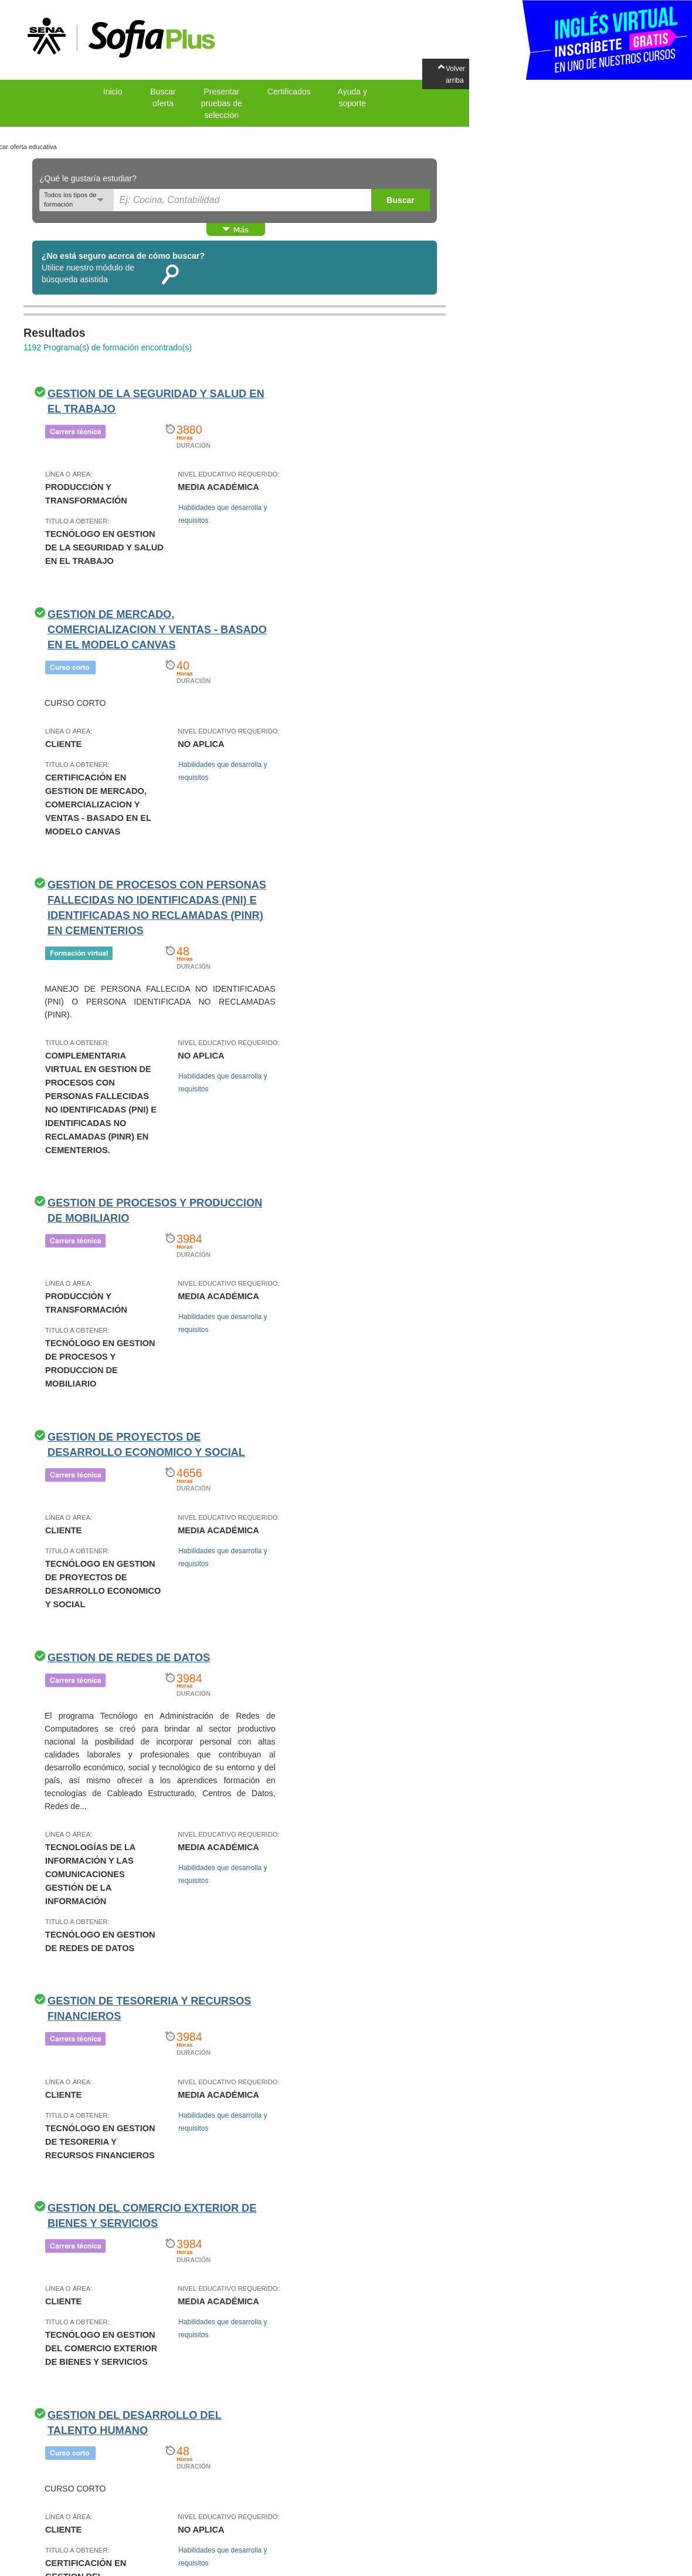 SENA
SofiaPlus
INGLÉS VIRTUAL
INSCRÍBETE GRATIS
EN UNO DE NUESTROS CURSOS
Volver
arriba
Inicio
Buscar
oferta
Presentar
pruebas de
selección
Certificados
Ayuda y
soporte
car oferta educativa
¿Qué le gustaría estudiar?
Todos los tipos de
formación
Ej: Cocina, Contabilidad
Buscar
Más
¿No está seguro acerca de cómo buscar?
Utilice nuestro módulo de
búsqueda asistida
Resultados
1192 Programa(s) de formación encontrado(s)
GESTION DE LA SEGURIDAD Y SALUD EN
EL TRABAJO
Carrera técnica
3880
Horas
DURACIÓN
LÍNEA O ÁREA:
PRODUCCIÓN Y
TRANSFORMACIÓN
TITULO A OBTENER:
TECNÓLOGO EN GESTION
DE LA SEGURIDAD Y SALUD
EN EL TRABAJO
NIVEL EDUCATIVO REQUERIDO:
MEDIA ACADÉMICA
Habilidades que desarrolla y
requisitos
GESTION DE MERCADO,
COMERCIALIZACION Y VENTAS - BASADO
EN EL MODELO CANVAS
Curso corto
40
Horas
DURACIÓN
CURSO CORTO
LÍNEA O ÁREA:
CLIENTE
TITULO A OBTENER:
CERTIFICACIÓN EN
GESTION DE MERCADO,
COMERCIALIZACION Y
VENTAS - BASADO EN EL
MODELO CANVAS
NIVEL EDUCATIVO REQUERIDO:
NO APLICA
Habilidades que desarrolla y
requisitos
GESTION DE PROCESOS CON PERSONAS
FALLECIDAS NO IDENTIFICADAS (PNI) E
IDENTIFICADAS NO RECLAMADAS (PINR)
EN CEMENTERIOS
Formación virtual
48
Horas
DURACIÓN
MANEJO DE PERSONA FALLECIDA NO IDENTIFICADAS
(PNI) O PERSONA IDENTIFICADA NO RECLAMADAS
(PINR).
TITULO A OBTENER:
COMPLEMENTARIA
VIRTUAL EN GESTION DE
PROCESOS CON
PERSONAS FALLECIDAS
NO IDENTIFICADAS (PNI) E
IDENTIFICADAS NO
RECLAMADAS (PINR) EN
CEMENTERIOS.
NIVEL EDUCATIVO REQUERIDO:
NO APLICA
Habilidades que desarrolla y
requisitos
GESTION DE PROCESOS Y PRODUCCION
DE MOBILIARIO
Carrera técnica
3984
Horas
DURACIÓN
LÍNEA O ÁREA:
PRODUCCIÓN Y
TRANSFORMACIÓN
TITULO A OBTENER:
TECNÓLOGO EN GESTION
DE PROCESOS Y
PRODUCCION DE
MOBILIARIO
NIVEL EDUCATIVO REQUERIDO:
MEDIA ACADÉMICA
Habilidades que desarrolla y
requisitos
GESTION DE PROYECTOS DE
DESARROLLO ECONOMICO Y SOCIAL
Carrera técnica
4656
Horas
DURACIÓN
LÍNEA O ÁREA:
CLIENTE
TITULO A OBTENER:
TECNÓLOGO EN GESTION
DE PROYECTOS DE
DESARROLLO ECONOMICO
Y SOCIAL
NIVEL EDUCATIVO REQUERIDO:
MEDIA ACADÉMICA
Habilidades que desarrolla y
requisitos
GESTION DE REDES DE DATOS
Carrera técnica
3984
Horas
DURACIÓN
El programa Tecnólogo en Administración de Redes de
Computadores se creó para brindar al sector productivo
nacional la posibilidad de incorporar personal con altas
calidades laborales y profesionales que contribuyan al
desarrollo económico, social y tecnológico de su entorno y del
país, así mismo ofrecer a los aprendices formación en
tecnologías de Cableado Estructurado, Centros de Datos,
Redes de...
LÍNEA O ÁREA:
TECNOLOGÍAS DE LA
INFORMACIÓN Y LAS
COMUNICACIONES
GESTIÓN DE LA
INFORMACIÓN
TITULO A OBTENER:
TECNÓLOGO EN GESTION
DE REDES DE DATOS
NIVEL EDUCATIVO REQUERIDO:
MEDIA ACADÉMICA
Habilidades que desarrolla y
requisitos
GESTION DE TESORERIA Y RECURSOS
FINANCIEROS
Carrera técnica
3984
Horas
DURACIÓN
LÍNEA O ÁREA:
CLIENTE
TITULO A OBTENER:
TECNÓLOGO EN GESTION
DE TESORERIA Y
RECURSOS FINANCIEROS
NIVEL EDUCATIVO REQUERIDO:
MEDIA ACADÉMICA
Habilidades que desarrolla y
requisitos
GESTION DEL COMERCIO EXTERIOR DE
BIENES Y SERVICIOS
Carrera técnica
3984
Horas
DURACIÓN
LÍNEA O ÁREA:
CLIENTE
TITULO A OBTENER:
TECNÓLOGO EN GESTION
DEL COMERCIO EXTERIOR
DE BIENES Y SERVICIOS
NIVEL EDUCATIVO REQUERIDO:
MEDIA ACADÉMICA
Habilidades que desarrolla y
requisitos
GESTION DEL DESARROLLO DEL
TALENTO HUMANO
Curso corto
48
Horas
DURACIÓN
CURSO CORTO
LÍNEA O ÁREA:
CLIENTE
TITULO A OBTENER:
CERTIFICACIÓN EN
GESTION DEL
NIVEL EDUCATIVO REQUERIDO:
NO APLICA
Habilidades que desarrolla y
requisitos